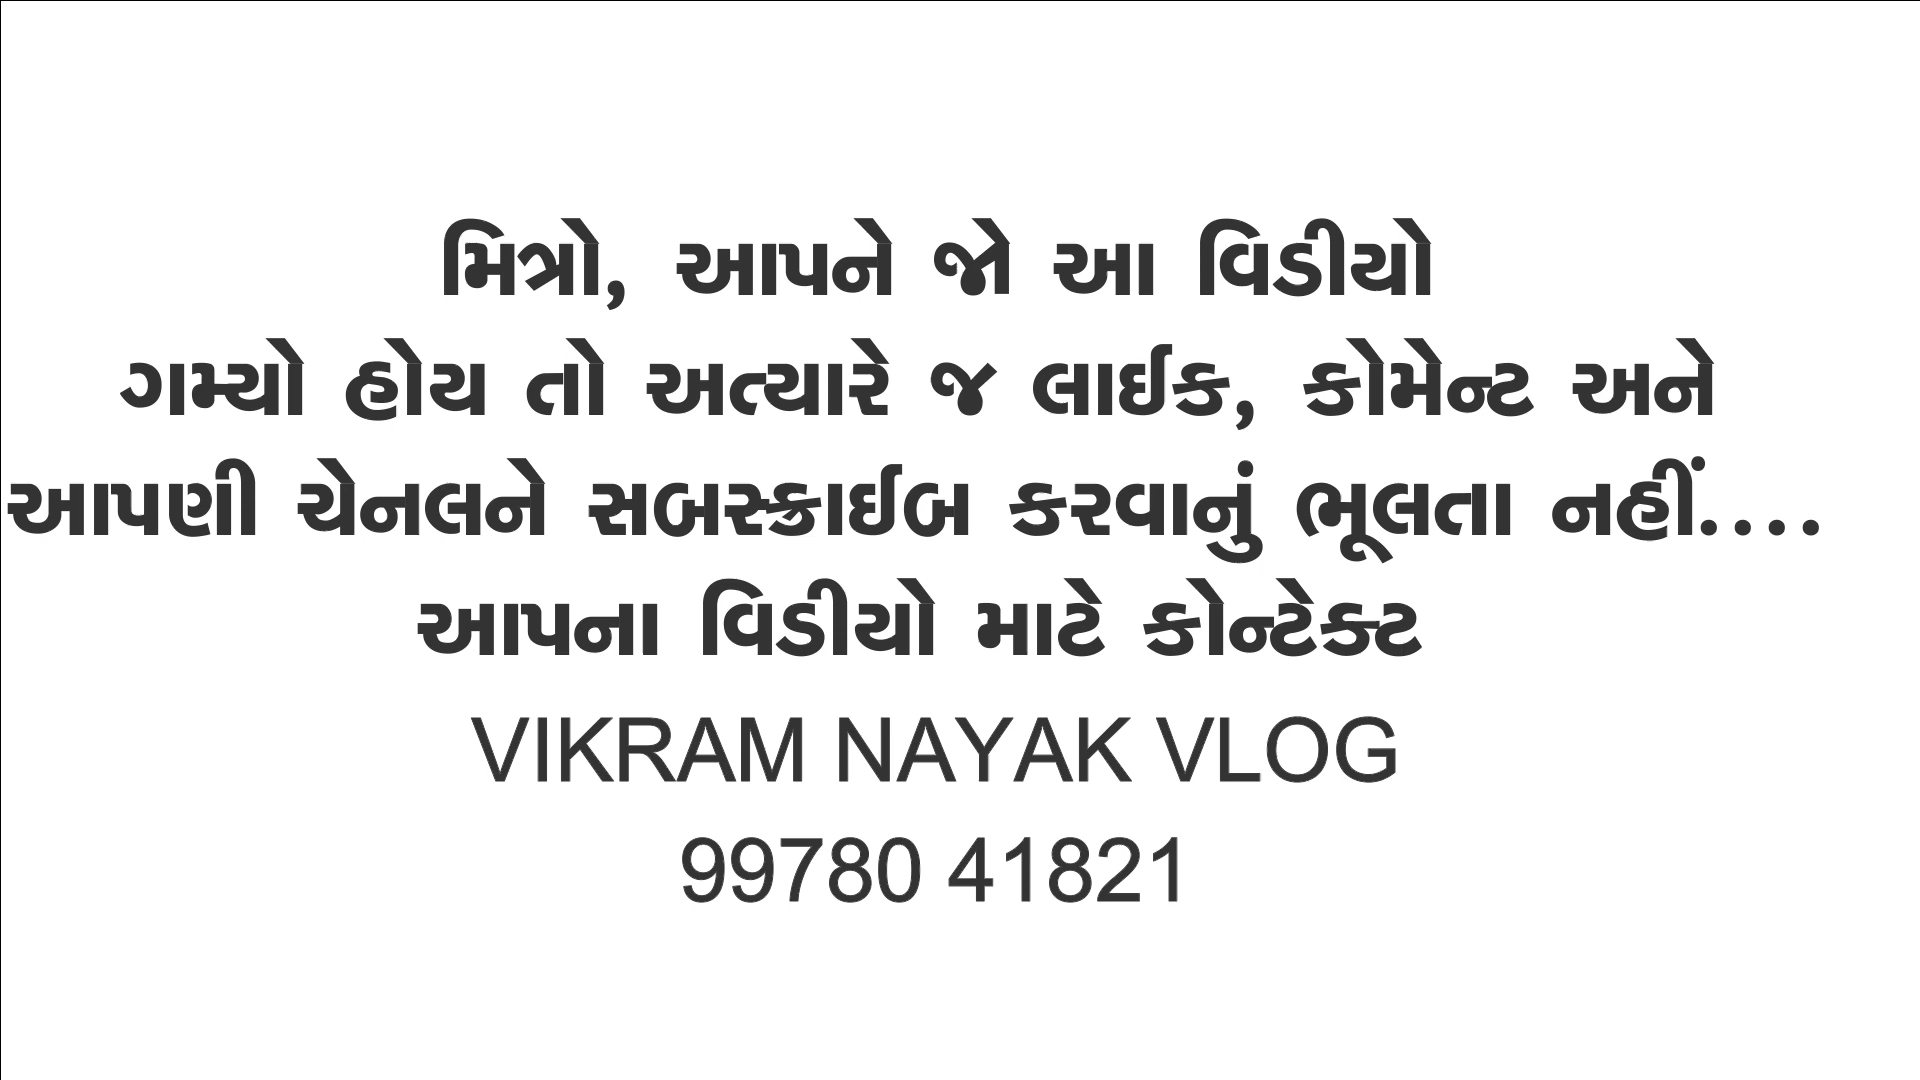 મિત્રો, આપને જો આ વિડીયો
ગમ્યો હોય તો અત્યારે જ લાઈક, કોમેન્ટ અને
આપણી ચેનલને સબસ્ક્રાઈબ કરવાનું ભૂલતા નહીં....
આપના વિડીયો માટે કોન્ટેક્ટ
VIKRAM NAYAK VLOG
99780 41821